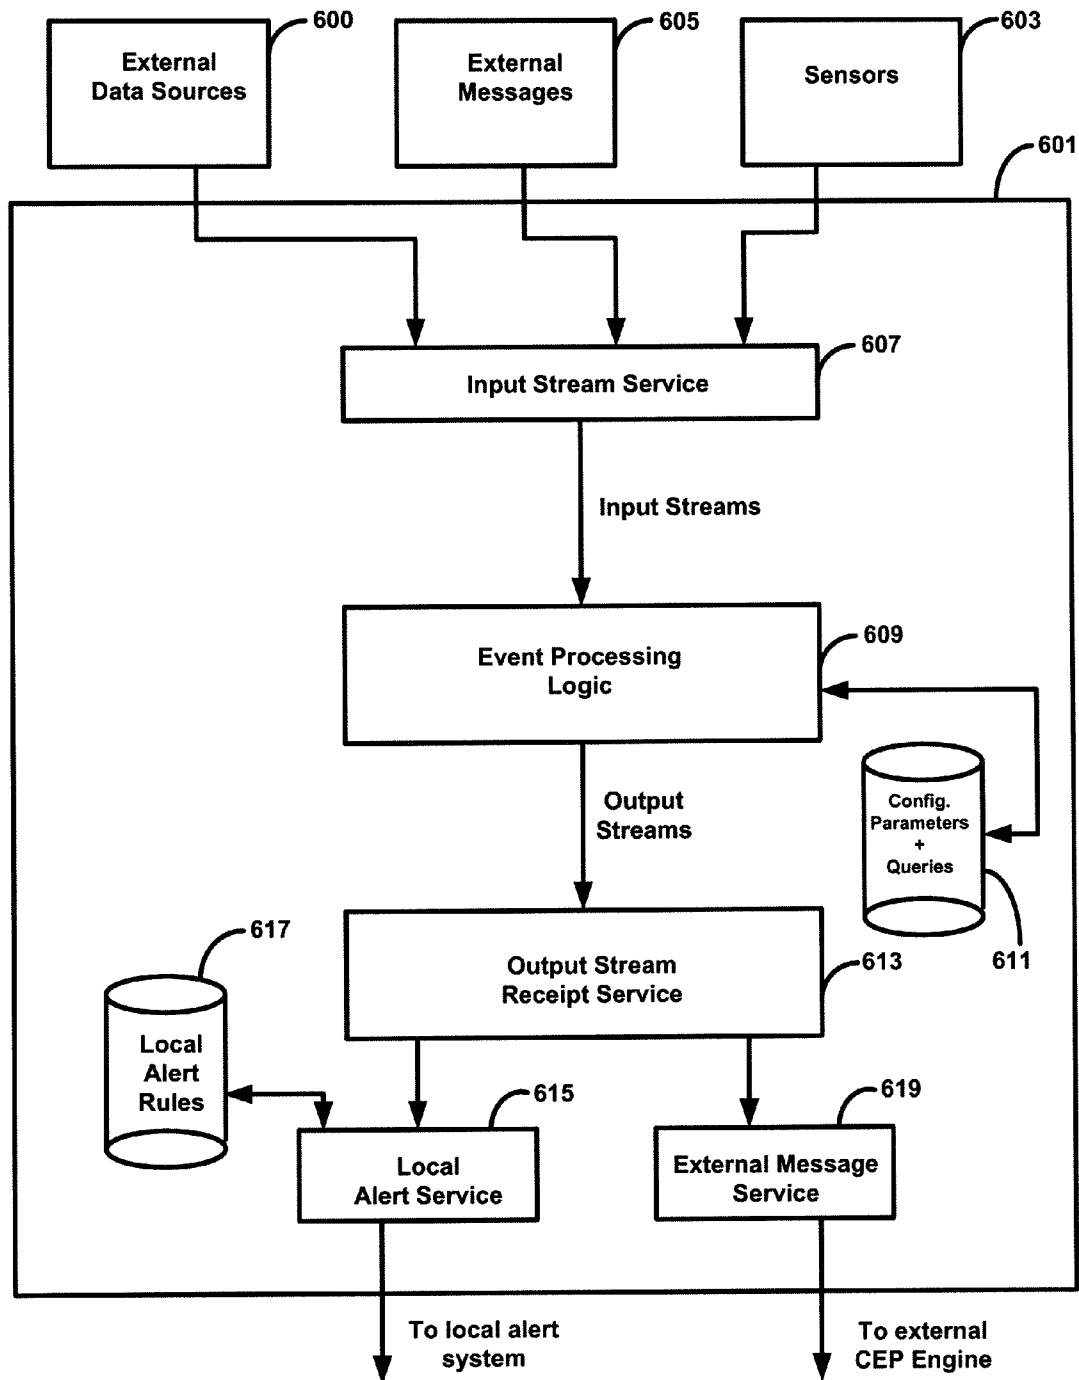 600
605
603
External
Data Sources
External
Messages
Sensors
601
607
Input Stream Service
Input Streams
609
Event Processing
Logic
Output
Streams
Config.
Parameters
+
Queries
617
611
613
Output Stream
Receipt Service
Local
Alert
Rules
615
619
Local
Alert Service
External Message
Service
To local alert
system
To external
CEP Engine